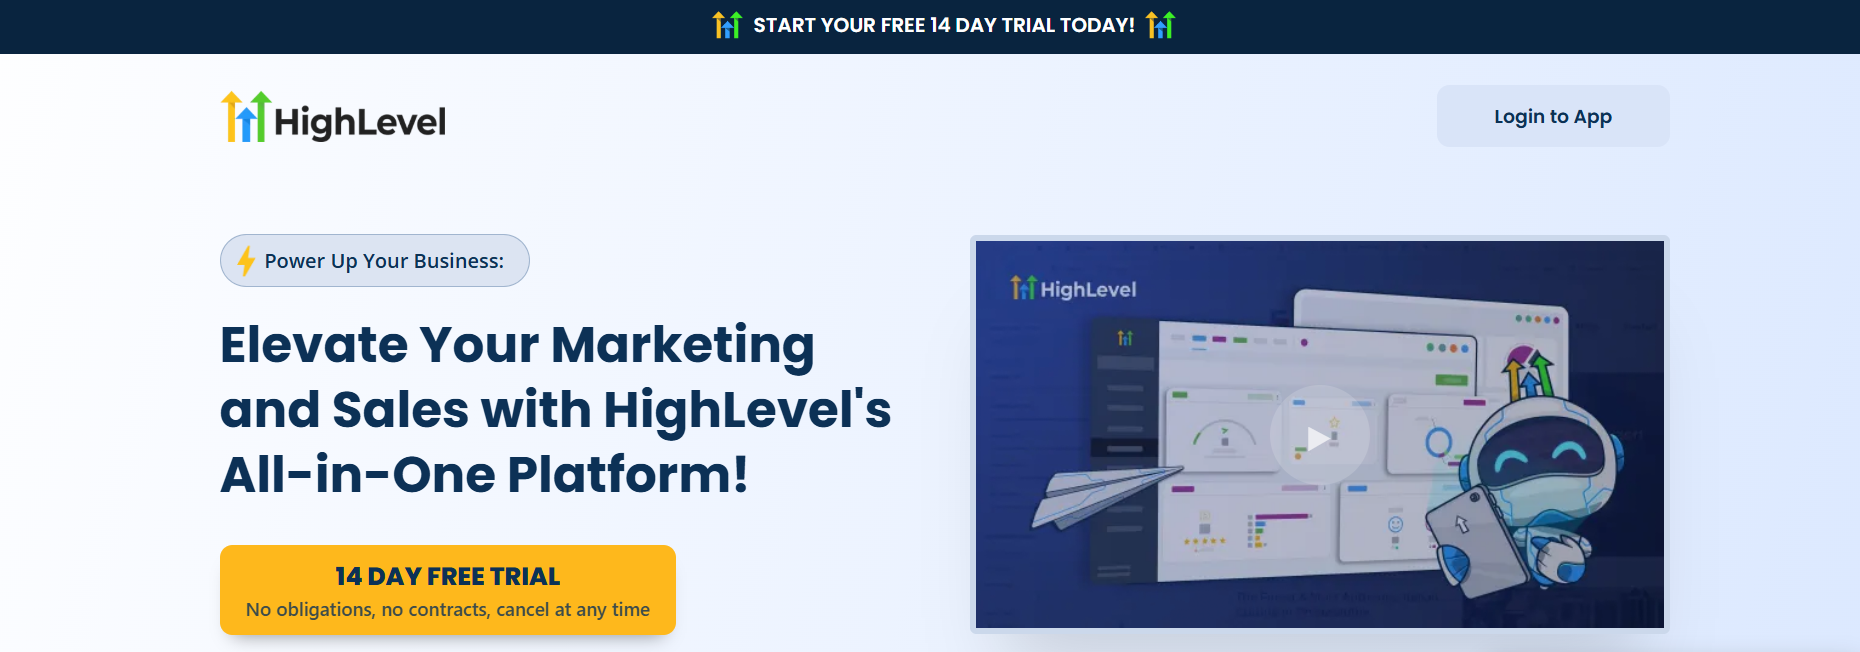 START YOUR FREE 14 DAY TRIAL TODAY!
HighLevel
Login to App
Power Up Your Business:
Elevate Your Marketing
and Sales with HighLevel's
All-in-One Platform!
14 DAY FREE TRIAL
No obligations, no contracts, cancel at any time
HighLevel